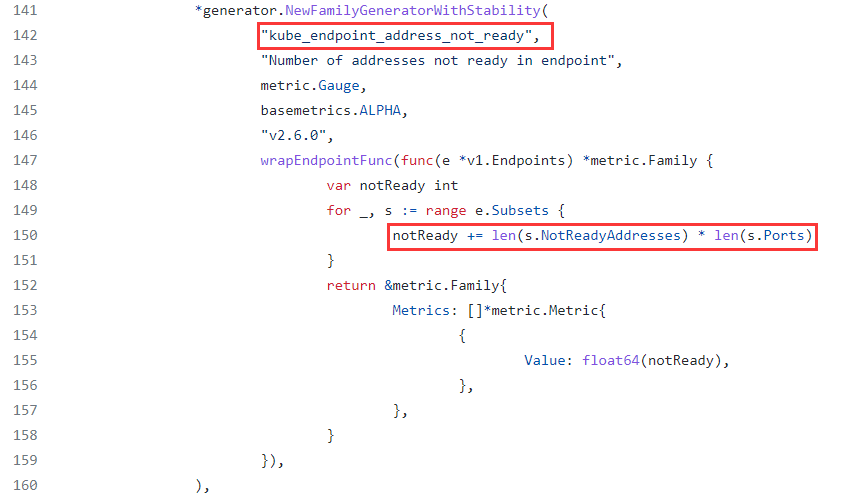 141 *generator.NewFamilyGeneratorWithStability(
142 "kube_endpoint_address_not_ready",
143 "Number of addresses not ready in endpoint",
144 metric.Gauge,
145 basemetrics.ALPHA,
146 "v2.6.0",
147 wrapEndpointFunc(func(e *v1.Endpoints) *metric.Family {
148 var notReady int
149 for _, s := range e.Subsets {
150 notReady += len(s.NotReadyAddresses) * len(s.Ports)
151 }
152 return &metric.Family{
153 Metrics: []*metric.Metric{
154 {
155 Value: float64(notReady),
156 },
157 },
158 }
159 }),
160 ),